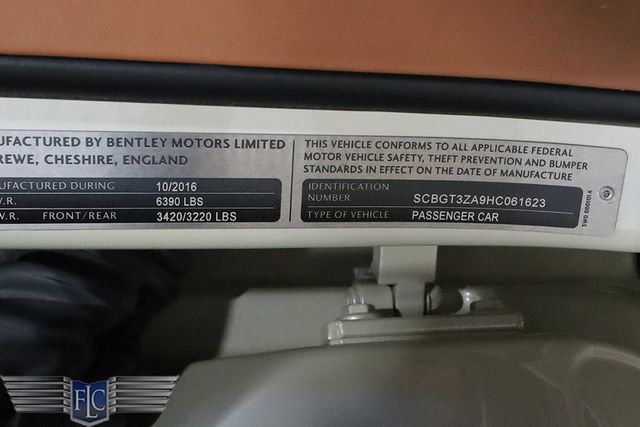 UFACTURED BY BENTLEY MOTORS LIMITED
REWE, CHESHIRE, ENGLAND
UFACTURED DURING 10/2016
W.R. 6390 LBS
W.R. FRONT/REAR 3420/3220 LBS
THIS VEHICLE CONFORMS TO ALL APPLICABLE FEDERAL
MOTOR VEHICLE SAFETY, THEFT PREVENTION AND BUMPER
STANDARDS IN EFFECT ON THE DATE OF MANUFACTURE
IDENTIFICATION
NUMBER SCBGT3ZA9HC061623
TYPE OF VEHICLE PASSENGER CAR
FLC